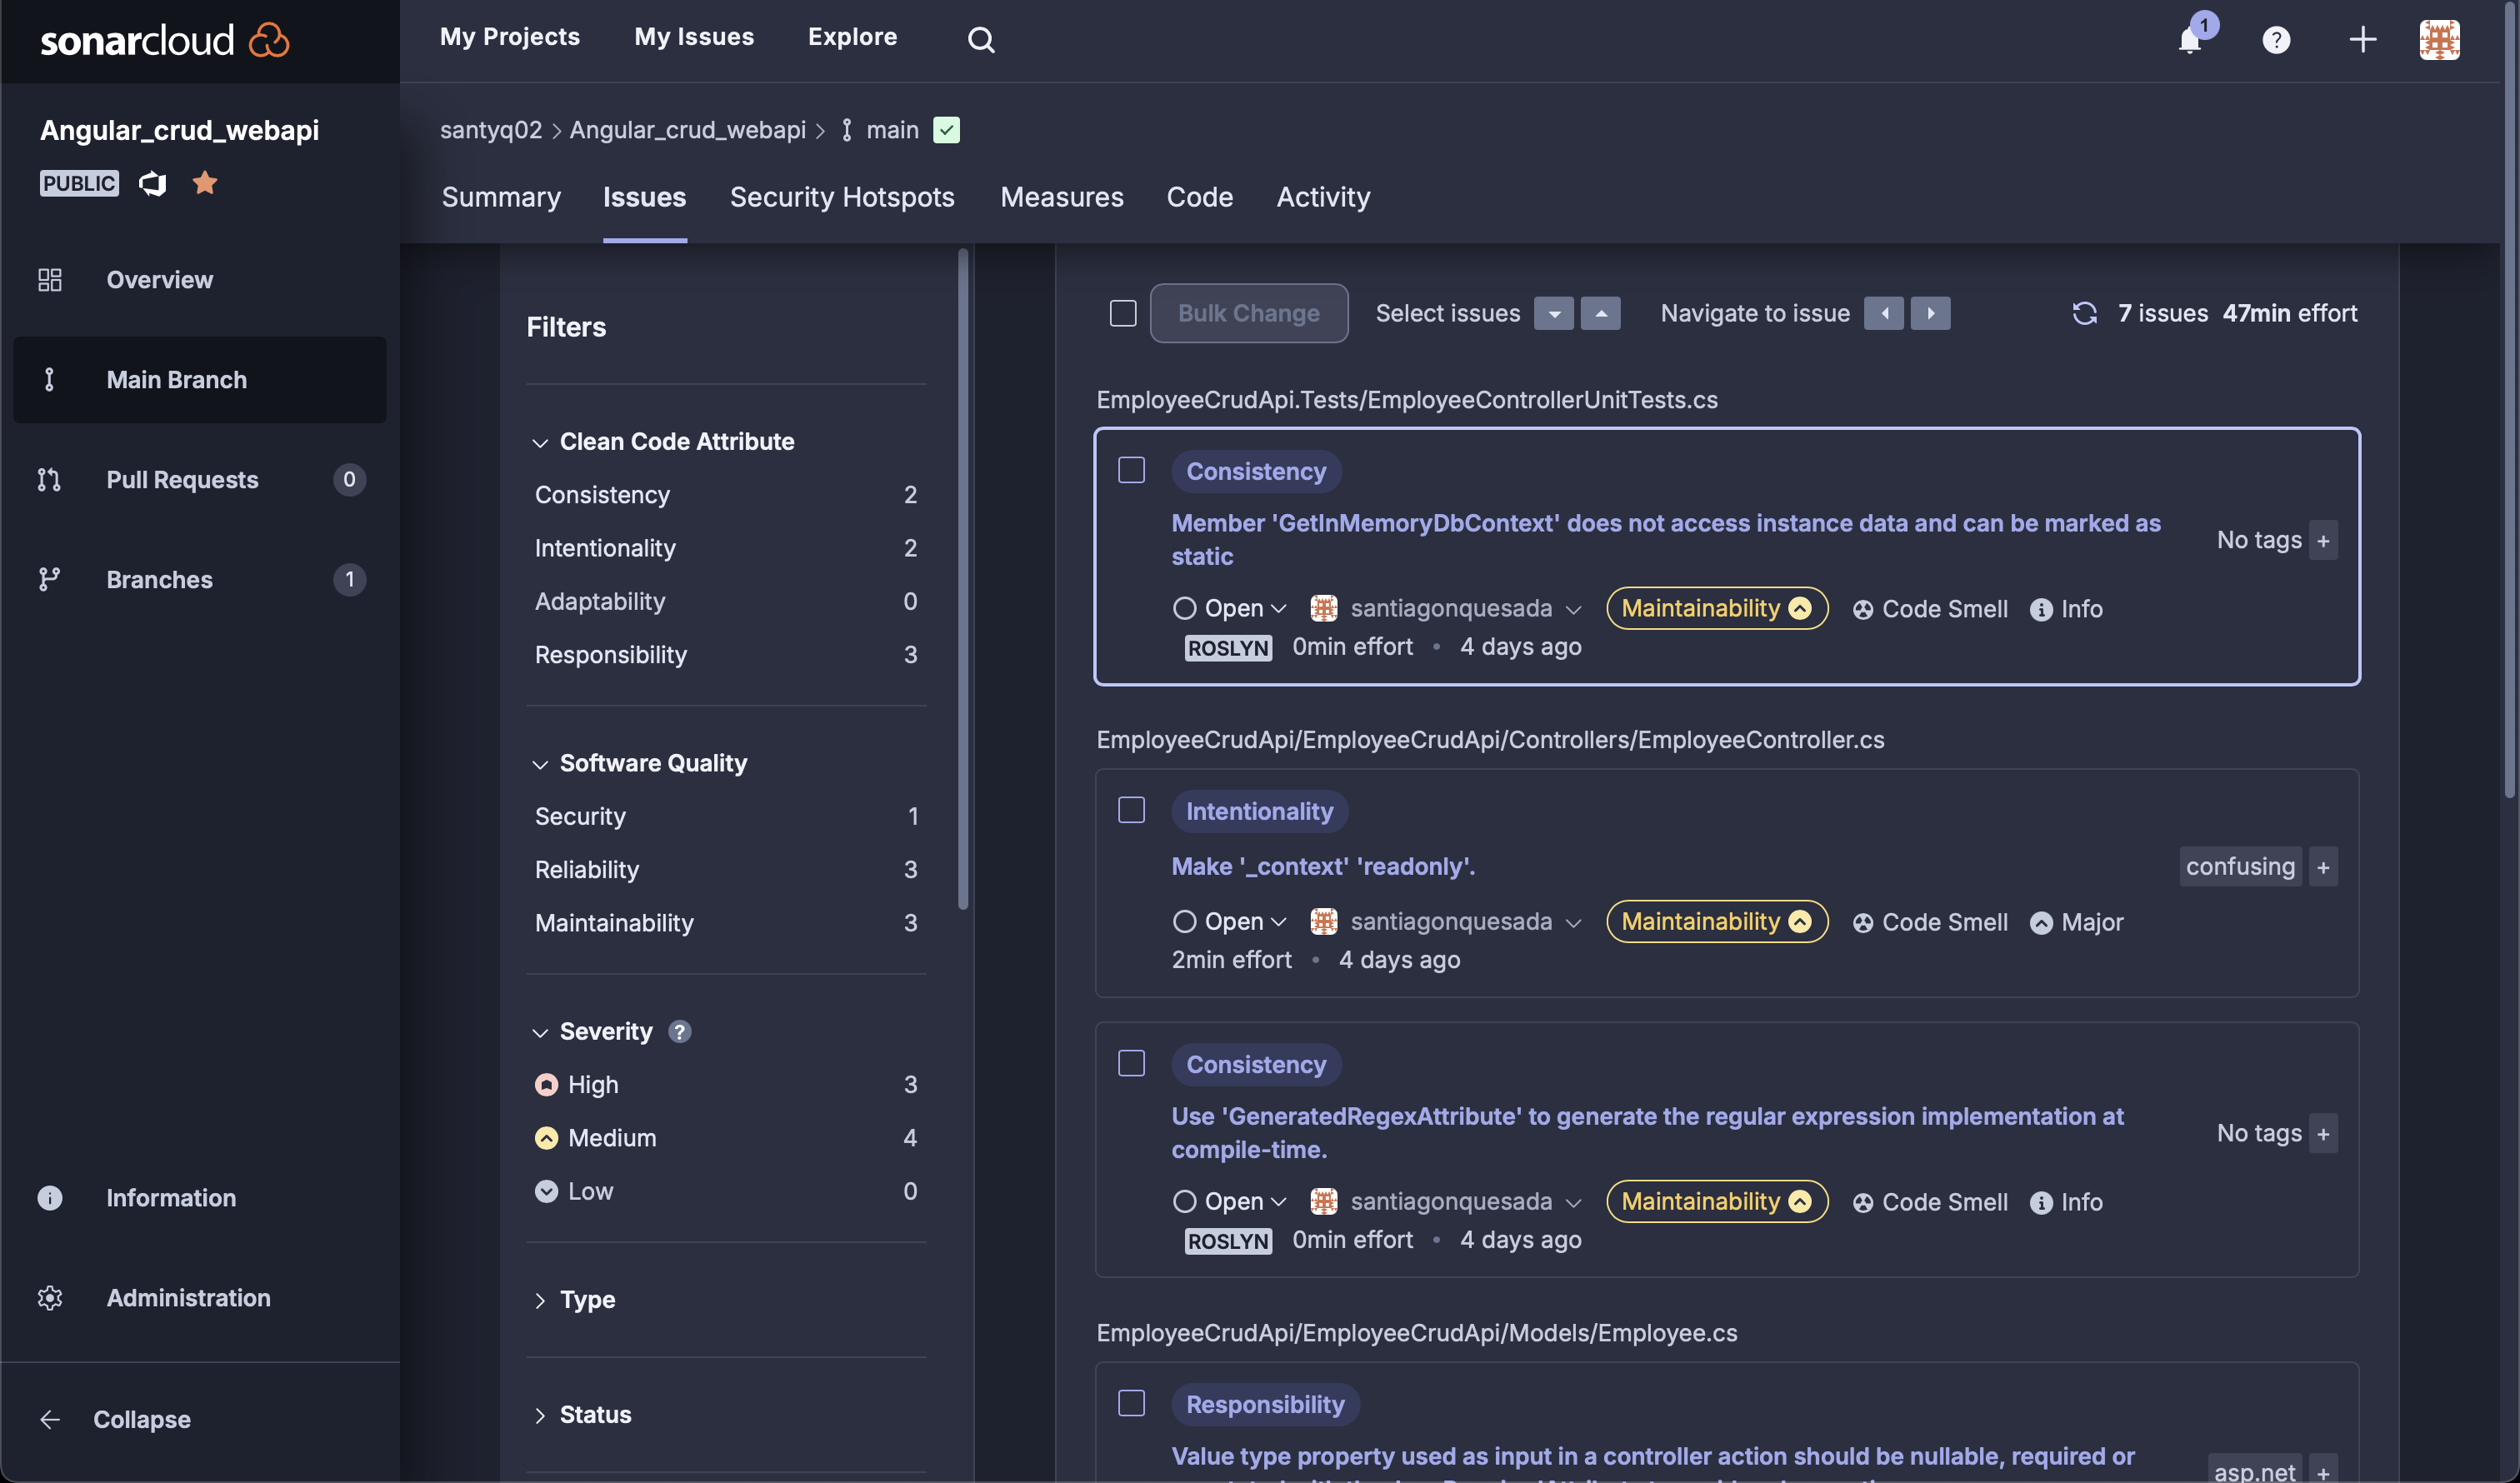 sonarcloud
My Projects
My Issues
Explore
1
Angular_crud_webapi
PUBLIC
Overview
Main Branch
Pull Requests 0
Branches 1
Information
Administration
Collapse
santyq02 > Angular_crud_webapi > main
Summary
Issues
Security Hotspots
Measures
Code
Activity
Filters
Clean Code Attribute
Consistency 2
Intentionality 2
Adaptability 0
Responsibility 3
Software Quality
Security 1
Reliability 3
Maintainability 3
Severity ?
High 3
Medium 4
Low 0
Type
Status
Bulk Change
Select issues
Navigate to issue
7 issues 47min effort
EmployeeCrudApi.Tests/EmployeeControllerUnitTests.cs
Consistency
Member 'GetInMemoryDbContext' does not access instance data and can be marked as
static
No tags +
Open santiagonquesada Maintainability Code Smell Info
ROSLYN 0min effort • 4 days ago
EmployeeCrudApi/EmployeeCrudApi/Controllers/EmployeeController.cs
Intentionality
Make '_context' 'readonly'.
confusing +
Open santiagonquesada Maintainability Code Smell Major
2min effort • 4 days ago
Consistency
Use 'GeneratedRegexAttribute' to generate the regular expression implementation at
compile-time.
No tags +
Open santiagonquesada Maintainability Code Smell Info
ROSLYN 0min effort • 4 days ago
EmployeeCrudApi/EmployeeCrudApi/Models/Employee.cs
Responsibility
Value type property used as input in a controller action should be nullable, required or
asp.net +